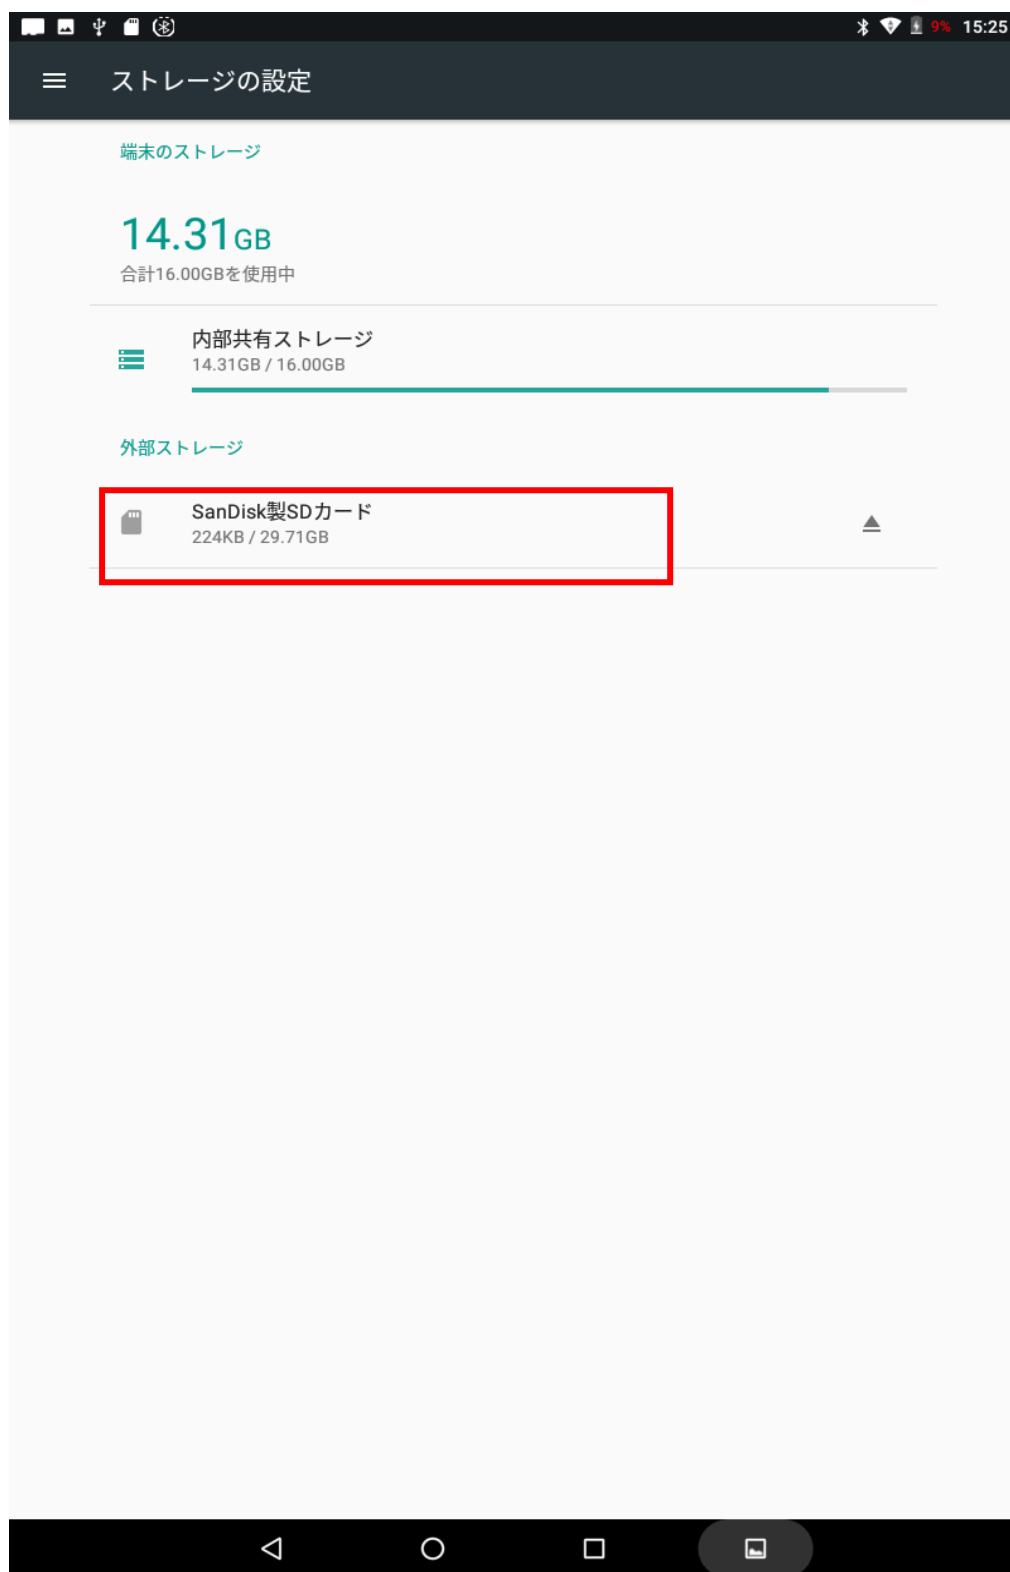 9% 15:25
ストレージの設定
端末のストレージ
14.31GB
合計16.00GBを使用中
内部共有ストレージ
14.31GB / 16.00GB
外部ストレージ
SanDisk製SDカード
224KB / 29.71GB